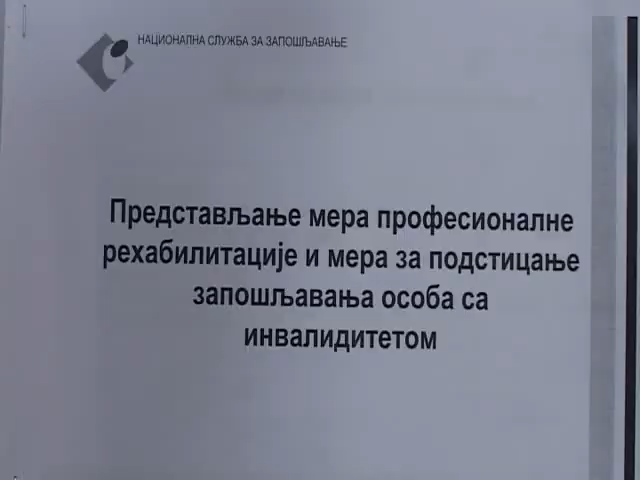 НАЦИОНАЛНА СЛУЖБА ЗА ЗАПОШЉАВАЊЕ
Представљање мера професионалне
рехабилитације и мера за подстицање
запошљавања особа са
инвалидитетом